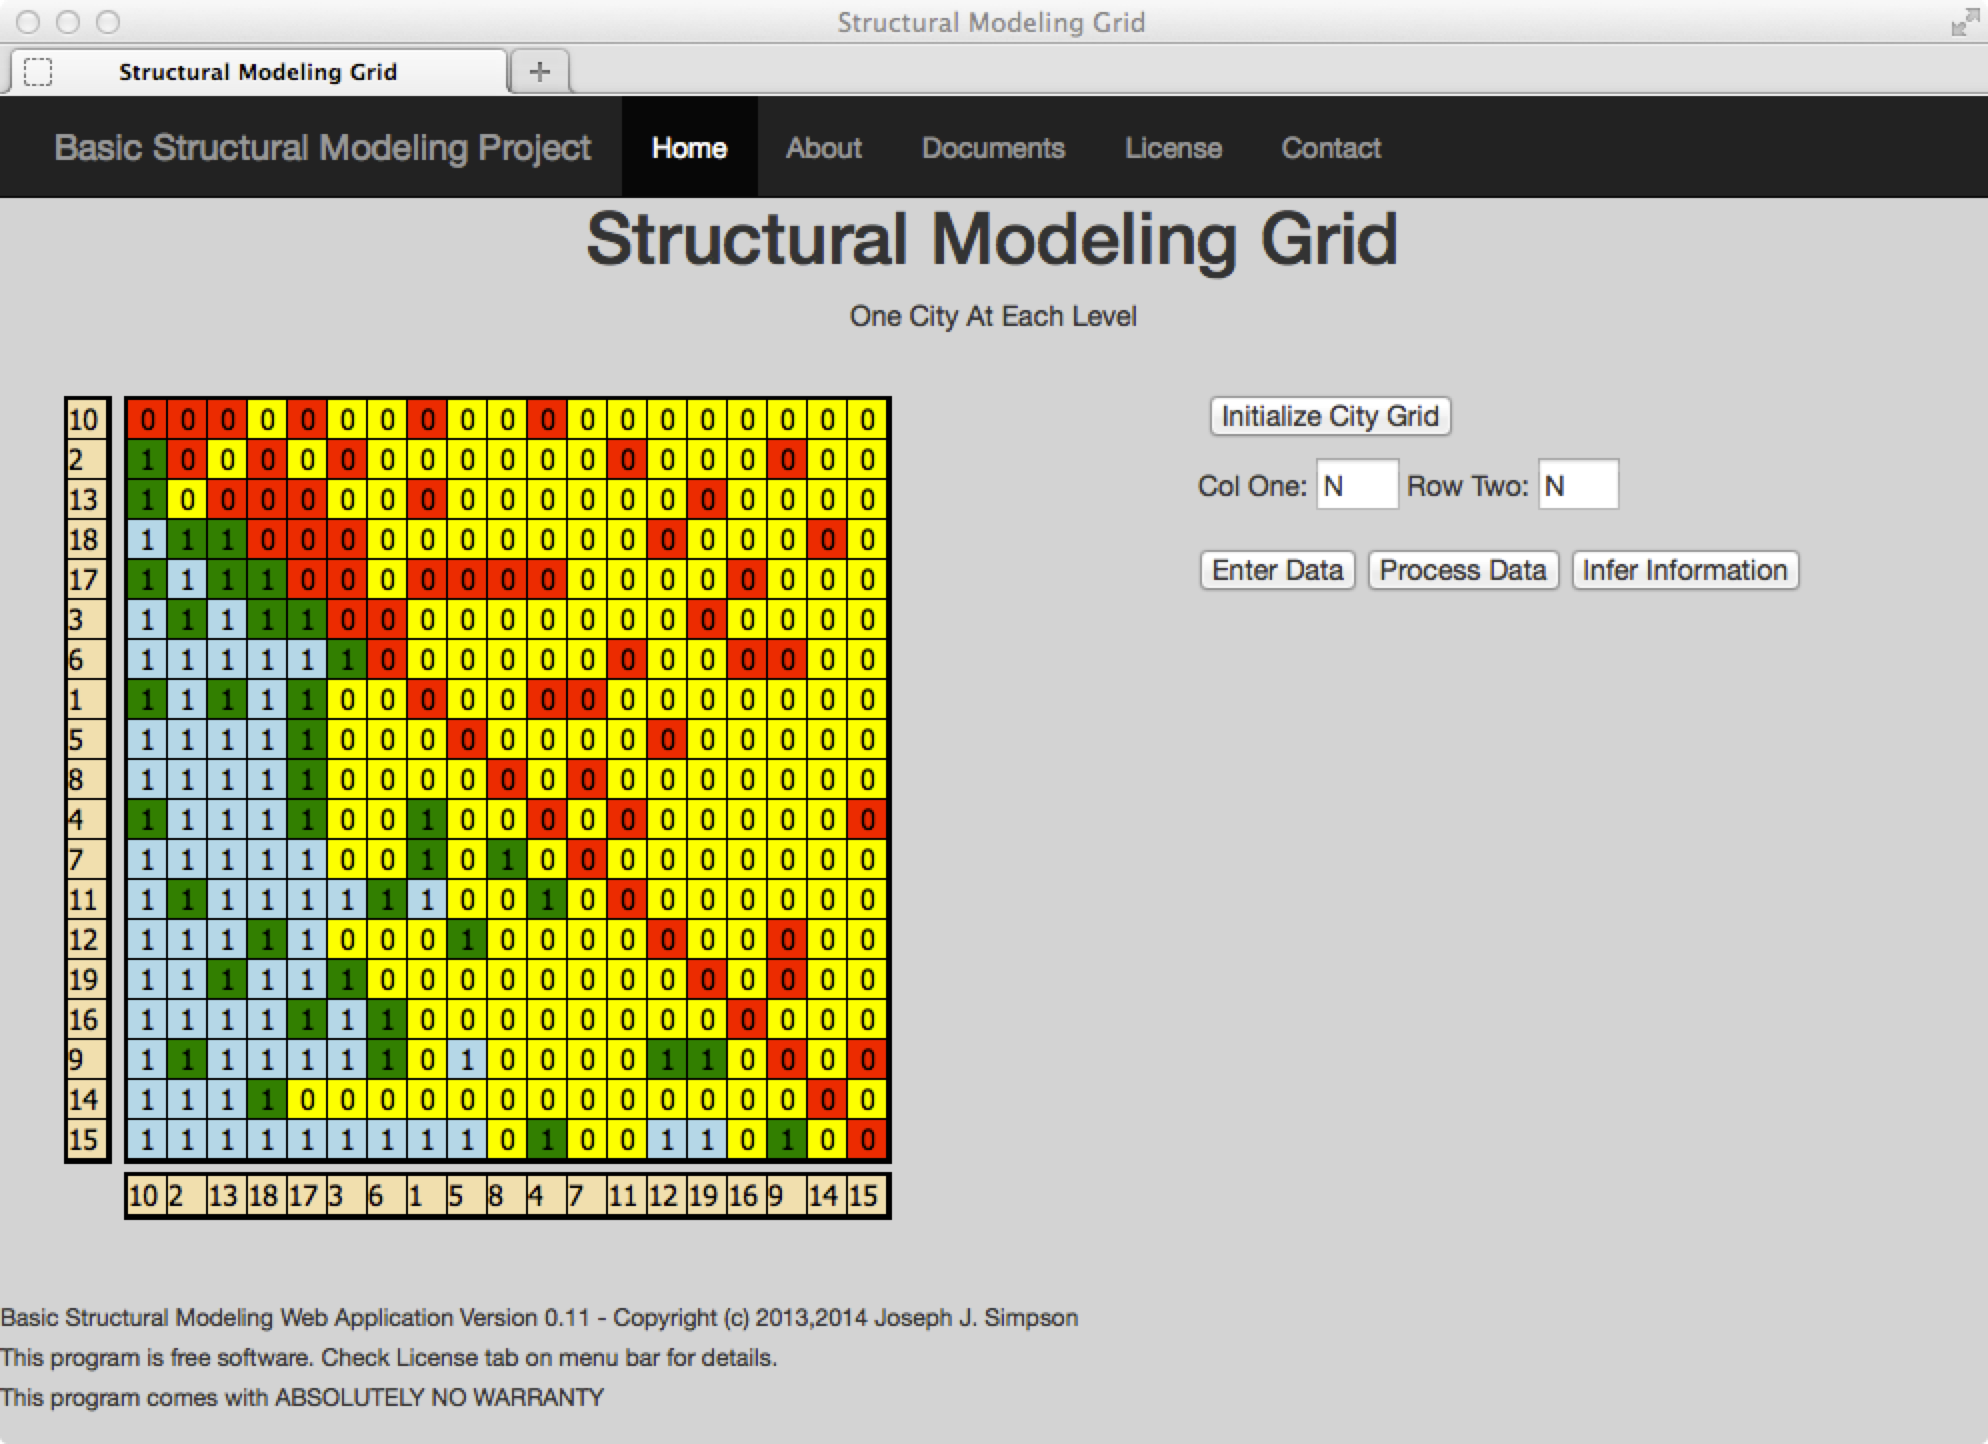 Structural Modeling Grid
Structural Modeling Grid +
Basic Structural Modeling Project Home About Documents License Contact
Structural Modeling Grid
One City At Each Level
10 0 0 0 0 0 0 0 0 0 0 0 0 0 0 0 0 0 0 0
2 1 0 0 0 0 0 0 0 0 0 0 0 0 0 0 0 0 0 0
13 1 0 0 0 0 0 0 0 0 0 0 0 0 0 0 0 0 0 0
18 1 1 1 0 0 0 0 0 0 0 0 0 0 0 0 0 0 0 0
17 1 1 1 1 0 0 0 0 0 0 0 0 0 0 0 0 0 0 0
3 1 1 1 1 1 0 0 0 0 0 0 0 0 0 0 0 0 0 0
6 1 1 1 1 1 1 0 0 0 0 0 0 0 0 0 0 0 0 0
1 1 1 1 1 1 0 0 0 0 0 0 0 0 0 0 0 0 0 0
5 1 1 1 1 1 0 0 0 0 0 0 0 0 0 0 0 0 0 0
8 1 1 1 1 1 0 0 0 0 0 0 0 0 0 0 0 0 0 0
4 1 1 1 1 1 0 0 1 0 0 0 0 0 0 0 0 0 0 0
7 1 1 1 1 1 0 0 1 0 1 0 0 0 0 0 0 0 0 0
11 1 1 1 1 1 1 1 1 0 0 1 0 0 0 0 0 0 0 0
12 1 1 1 1 1 0 0 0 1 0 0 0 0 0 0 0 0 0 0
19 1 1 1 1 1 1 0 0 0 0 0 0 0 0 0 0 0 0 0
16 1 1 1 1 1 1 1 0 0 0 0 0 0 0 0 0 0 0 0
9 1 1 1 1 1 1 1 0 1 0 0 0 0 1 1 0 0 0 0
14 1 1 1 1 0 0 0 0 0 0 0 0 0 0 0 0 0 0 0
15 1 1 1 1 1 1 1 1 1 0 1 0 0 1 1 0 1 0 0
10 2 13 18 17 3 6 1 5 8 4 7 11 12 19 16 9 14 15
Initialize City Grid
Col One: N Row Two: N
Enter Data Process Data Infer Information
Basic Structural Modeling Web Application Version 0.11 - Copyright (c) 2013,2014 Joseph J. Simpson
This program is free software. Check License tab on menu bar for details.
This program comes with ABSOLUTELY NO WARRANTY